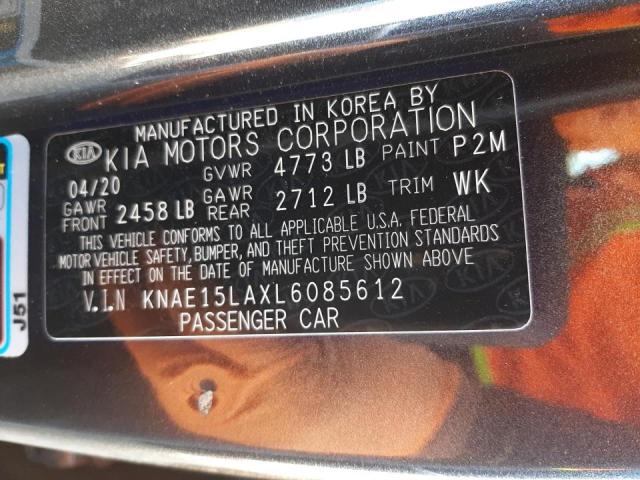 MANUFACTURED IN KOREA BY
KIA KIA MOTORS CORPORATION
04/20 GVWR 4773 LB PAINT P2M
GAWR FRONT 2458 LB GAWR REAR 2712 LB TRIM WK
THIS VEHICLE CONFORMS TO ALL APPLICABLE U.S.A. FEDERAL
MOTOR VEHICLE SAFETY, BUMPER, AND THEFT PREVENTION STANDARDS
IN EFFECT ON THE DATE OF MANUFACTURE SHOWN ABOVE
V.I.N KNAE15LAXL6085612
PASSENGER CAR
J51